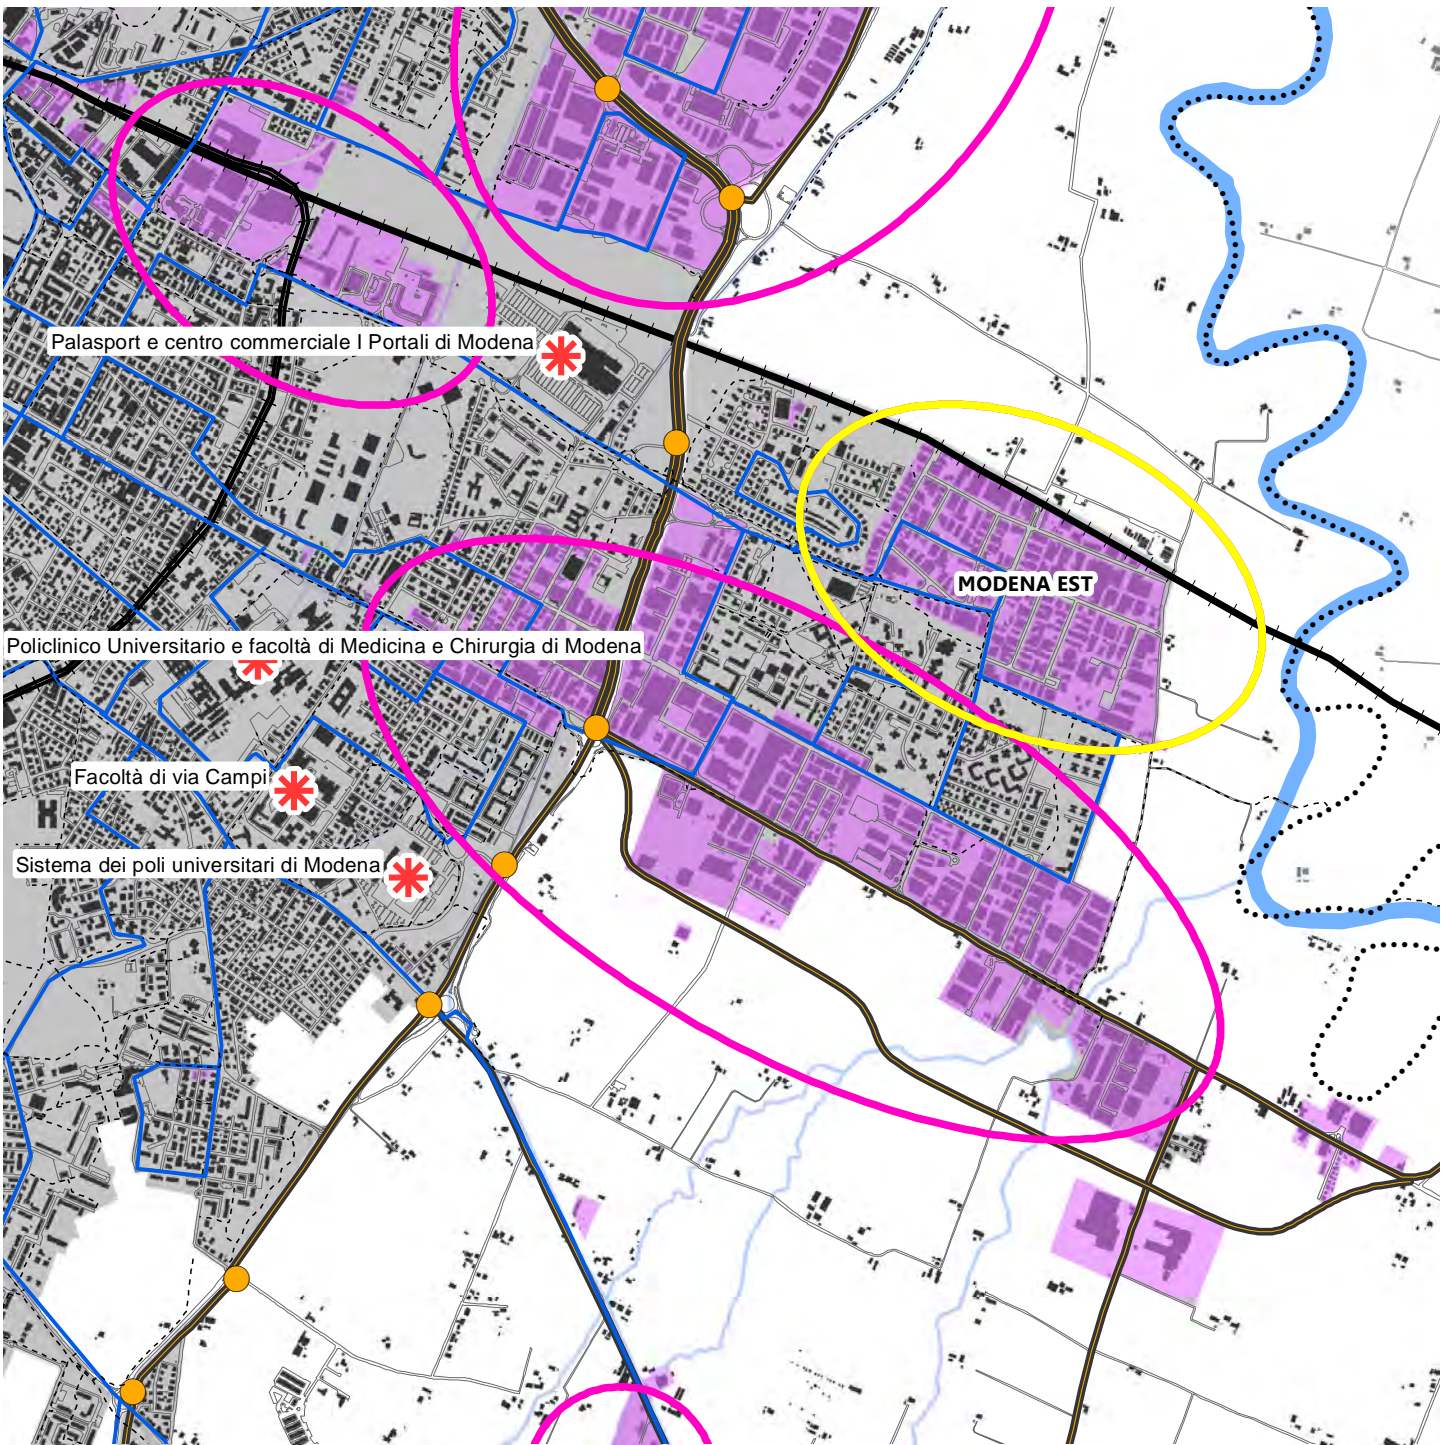 Palasport e centro commerciale I Portali di Modena
MODENA EST
Policlinico Universitario e facoltà di Medicina e Chirurgia di Modena
Facoltà di via Campi
Sistema dei poli universitari di Modena